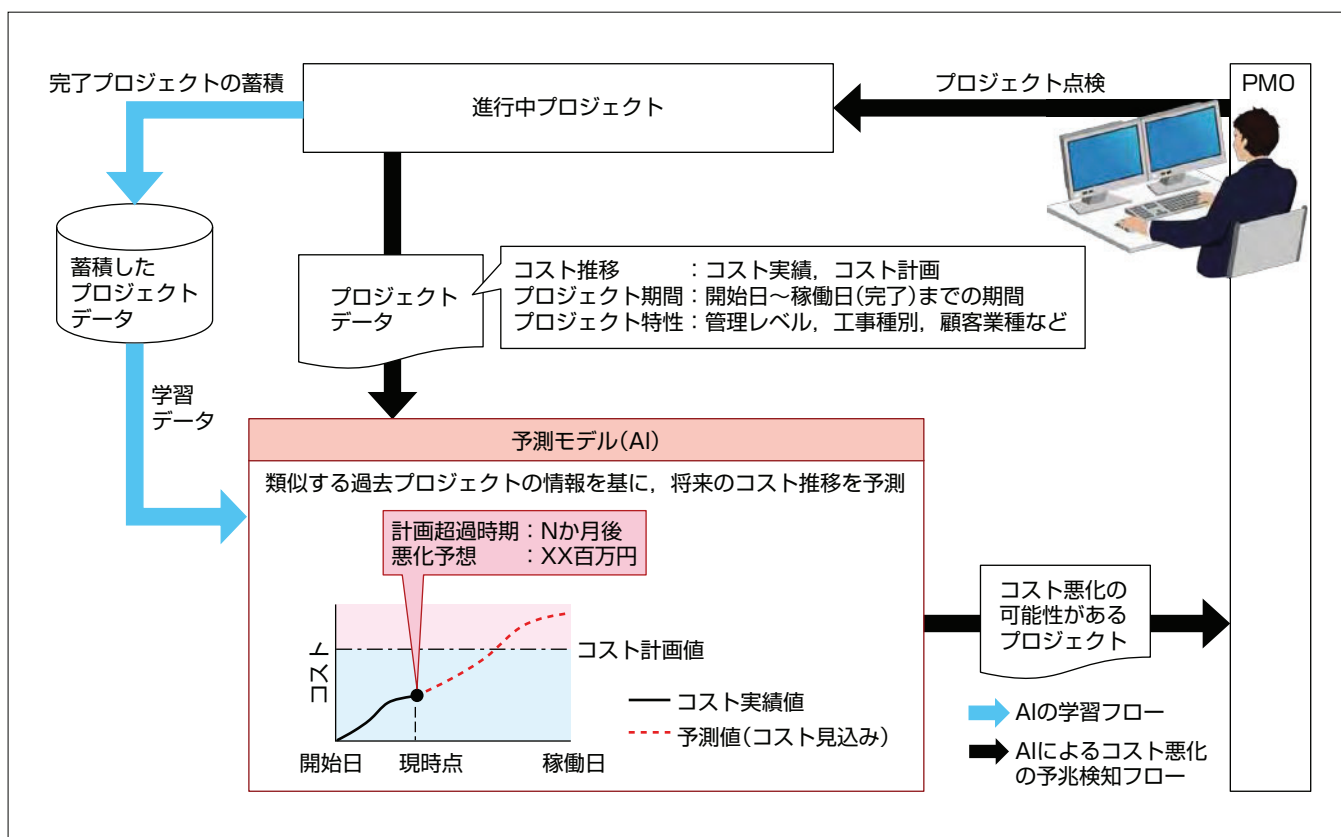 完了プロジェクトの蓄積
進行中プロジェクト
プロジェクト点検
PMO
蓄積した
プロジェクト
データ
プロジェクト
データ
コスト推移　　　　：コスト実績，コスト計画
プロジェクト期間：開始日～稼働日(完了)までの期間
プロジェクト特性：管理レベル，工事種別，顧客業種など
学習
データ
予測モデル(AI)
類似する過去プロジェクトの情報を基に，将来のコスト推移を予測
計画超過時期：Nか月後
悪化予想　　：XX百万円
コスト
コスト計画値
コスト実績値
予測値(コスト見込み)
開始日
現時点
稼働日
コスト悪化の
可能性がある
プロジェクト
AIの学習フロー
AIによるコスト悪化
の予兆検知フロー